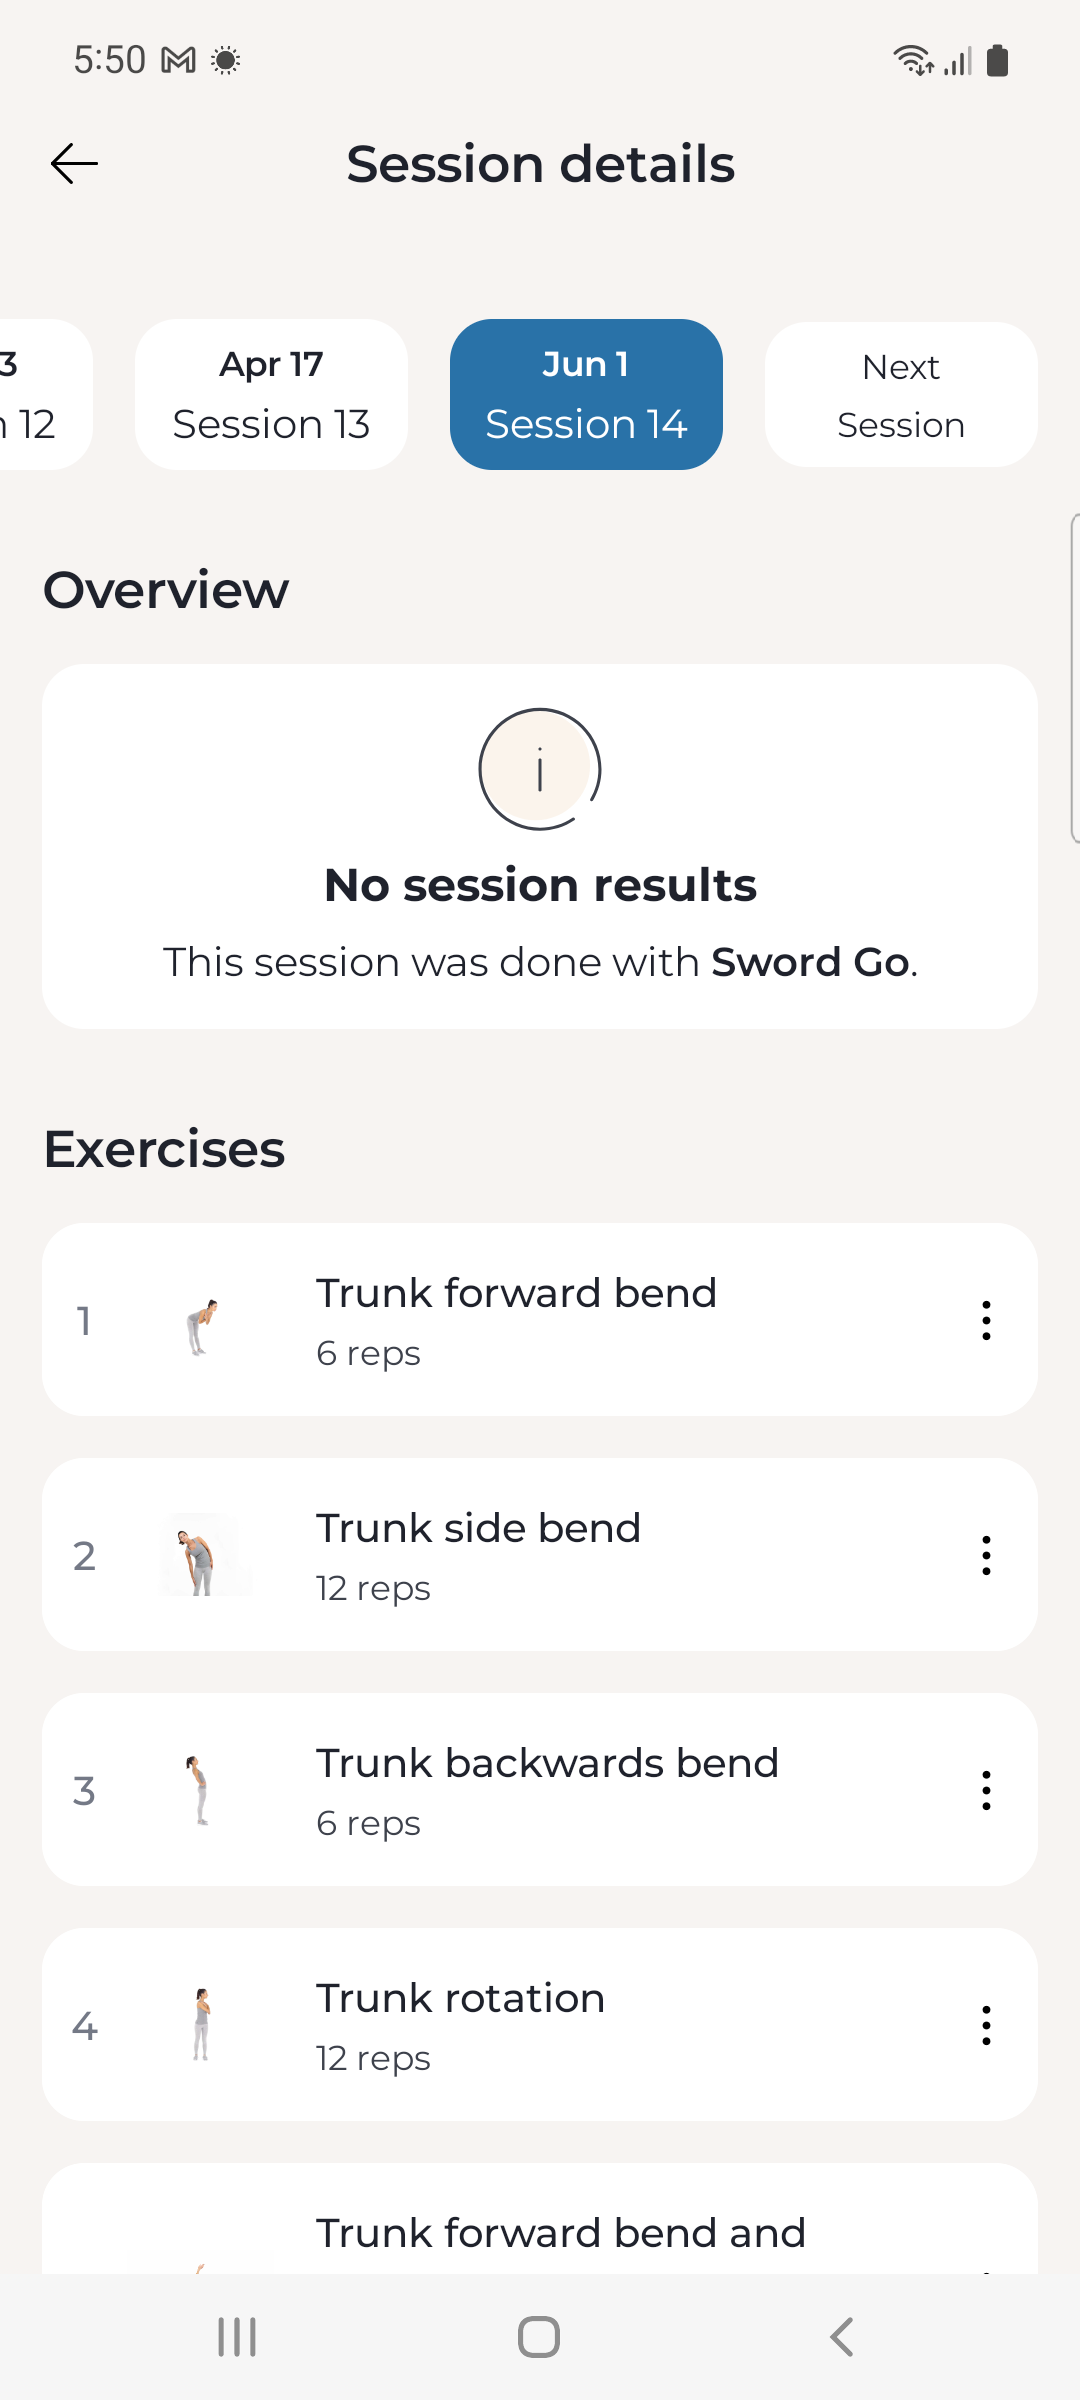 5:50
Session details
3
12
Apr 17
Session 13
Jun 1
Session 14
Next
Session
Overview
No session results
This session was done with Sword Go.
Exercises
1
Trunk forward bend
6 reps
2
Trunk side bend
12 reps
3
Trunk backwards bend
6 reps
4
Trunk rotation
12 reps
Trunk forward bend and